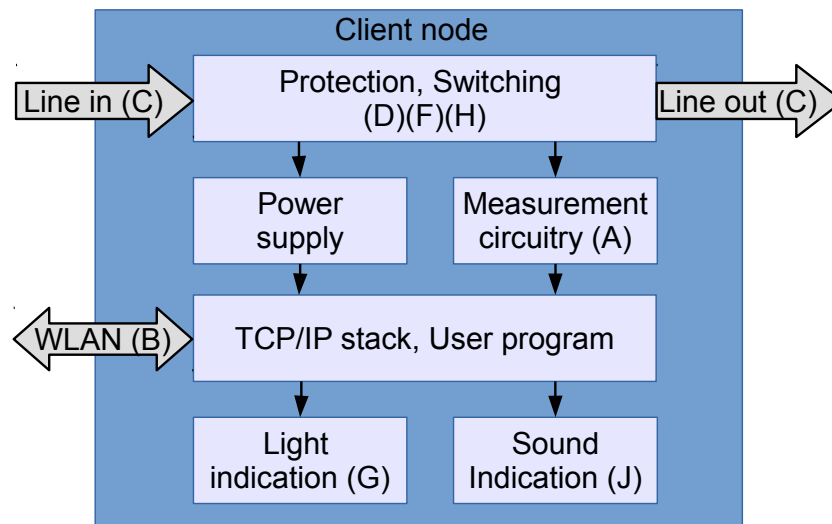 Client node
Line in (C)
Protection, Switching
(D)(F)(H)
Line out (C)
Power
supply
Measurement
circuitry (A)
WLAN (B)
TCP/IP stack, User program
Light
indication (G)
Sound
Indication (J)